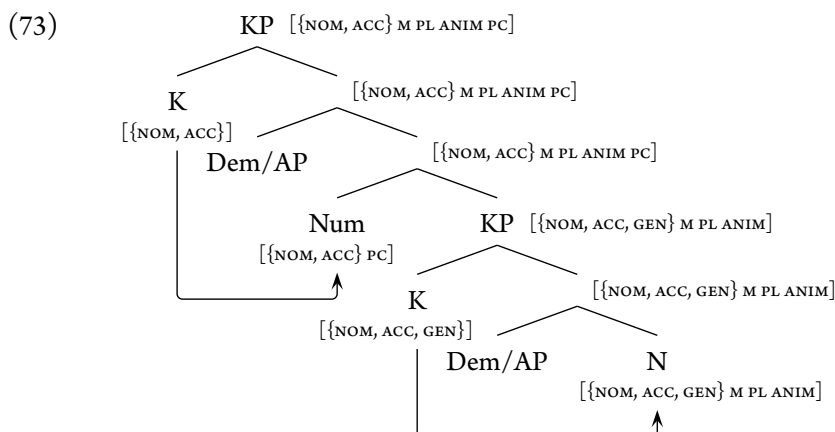 (73) KP [{NOM, ACC} M PL ANIM PC]
K [{NOM, ACC} M PL ANIM PC]
[{NOM, ACC}]
Dem/AP [{NOM, ACC} M PL ANIM PC]
Num KP [{NOM, ACC, GEN} M PL ANIM]
[{NOM, ACC} PC]
K [{NOM, ACC, GEN} M PL ANIM]
[{NOM, ACC, GEN}]
Dem/AP N
[{NOM, ACC, GEN} M PL ANIM]